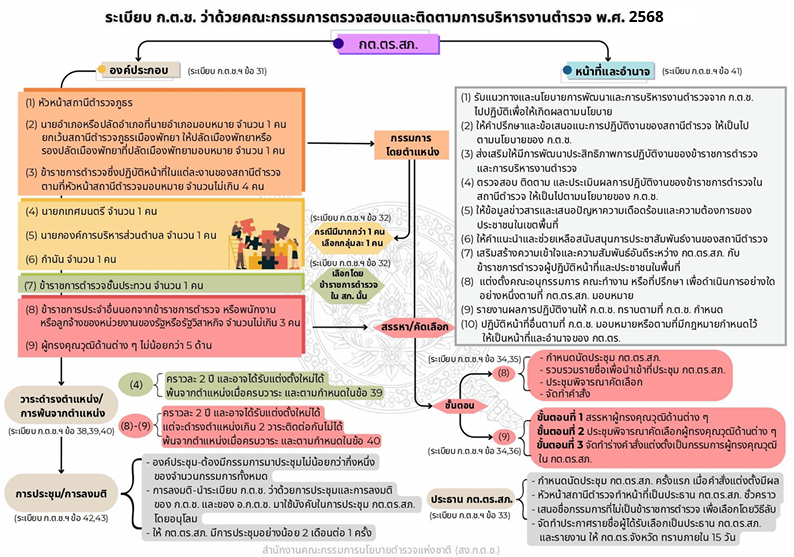 ระเบียบ ก.ต.ช. ว่าด้วยคณะกรรมการตรวจสอบและติดตามการบริหารงานตำรวจ พ.ศ. 2568
กต.ตร.สภ.
องค์ประกอบ
(ระเบียบ ก.ต.ช.ฯ ข้อ 31)
(1) หัวหน้าสถานีตำรวจภูธร
(2) นายอำเภอหรือปลัดอำเภอที่นายอำเภอมอบหมาย จำนวน 1 คน
ยกเว้นสถานีตำรวจภูธรเมืองพัทยา ให้ปลัดเมืองพัทยาหรือ
รองปลัดเมืองพัทยาที่ปลัดเมืองพัทยามอบหมาย จำนวน 1 คน
(3) ข้าราชการตำรวจซึ่งปฏิบัติหน้าที่ในแต่ละงานของสถานีตำรวจ
ตามที่หัวหน้าสถานีตำรวจมอบหมาย จำนวนไม่เกิน 4 คน
กรรมการ
โดยตำแหน่ง
(4) นายกเทศมนตรี จำนวน 1 คน
(5) นายกองค์การบริหารส่วนตำบล จำนวน 1 คน
(6) กำนัน จำนวน 1 คน
(ระเบียบ ก.ต.ช.ฯ ข้อ 32)
กรณีมีมากกว่า 1 คน
เลือกกลุ่มละ 1 คน
(7) ข้าราชการตำรวจชั้นประทวน จำนวน 1 คน
(ระเบียบ ก.ต.ช.ฯ ข้อ 32)
เลือกโดย
ข้าราชการตำรวจ
ใน สภ. นั้น
(8) ข้าราชการประจำอื่นนอกจากข้าราชการตำรวจ หรือพนักงาน
หรือลูกจ้างของหน่วยงานของรัฐหรือรัฐวิสาหกิจ จำนวนไม่เกิน 3 คน
(9) ผู้ทรงคุณวุฒิด้านต่าง ๆ ไม่น้อยกว่า 5 ด้าน
สรรหา/คัดเลือก
หน้าที่และอำนาจ
(ระเบียบ ก.ต.ช.ฯ ข้อ 41)
(1) รับแนวทางและนโยบายการพัฒนาและการบริหารงานตำรวจจาก ก.ต.ช.
ไปปฏิบัติเพื่อให้เกิดผลตามนโยบาย
(2) ให้คำปรึกษาและข้อเสนอแนะการปฏิบัติงานของสถานีตำรวจ ให้เป็นไป
ตามนโยบายของ ก.ต.ช.
(3) ส่งเสริมให้มีการพัฒนาประสิทธิภาพการปฏิบัติงานของข้าราชการตำรวจ
และการบริหารงานตำรวจ
(4) ตรวจสอบ ติดตาม และประเมินผลการปฏิบัติงานของข้าราชการตำรวจใน
สถานีตำรวจ ให้เป็นไปตามนโยบายของ ก.ต.ช.
(5) ให้ข้อมูลข่าวสารและเสนอปัญหาความเดือดร้อนและความต้องการของ
ประชาชนในเขตพื้นที่
(6) ให้คำแนะนำและช่วยเหลือสนับสนุนการประชาสัมพันธ์งานของสถานีตำรวจ
(7) เสริมสร้างความเข้าใจและความสัมพันธ์อันดีระหว่าง กต.ตร.สภ. กับ
ข้าราชการตำรวจผู้ปฏิบัติหน้าที่และประชาชนในพื้นที่
(8) แต่งตั้งคณะอนุกรรมการ คณะทำงาน หรือที่ปรึกษา เพื่อดำเนินการอย่างใด
อย่างหนึ่งตามที่ กต.ตร.สภ. มอบหมาย
(9) รายงานผลการปฏิบัติงานให้ ก.ต.ช. ทราบตามที่ ก.ต.ช. กำหนด
(10) ปฏิบัติหน้าที่อื่นตามที่ ก.ต.ช. มอบหมายหรือตามที่มีกฎหมายกำหนดไว้
ให้เป็นหน้าที่และอำนาจของ กต.ตร.
วาระดำรงตำแหน่ง/
การพ้นจากตำแหน่ง
(ระเบียบ ก.ต.ช.ฯ ข้อ 38,39,40)
(4)
คราวละ 2 ปี และอาจได้รับแต่งตั้งใหม่ได้
พ้นจากตำแหน่งเมื่อครบวาระ และตามกำหนดในข้อ 39
(8)-(9)
คราวละ 2 ปี และอาจได้รับแต่งตั้งใหม่ได้
แต่จะดำรงตำแหน่งเกิน 2 วาระติดต่อกันไม่ได้
พ้นจากตำแหน่งเมื่อครบวาระ และตามกำหนดในข้อ 40
ขั้นตอน
(ระเบียบ ก.ต.ช.ฯ ข้อ 34,35)
(8)
- กำหนดนัดประชุม กต.ตร.สภ.
- รวบรวมรายชื่อเพื่อนำเข้าที่ประชุม กต.ตร.สภ.
- ประชุมพิจารณาคัดเลือก
- จัดทำคำสั่ง
(9)
(ระเบียบ ก.ต.ช.ฯ ข้อ 34,36)
ขั้นตอนที่ 1 สรรหาผู้ทรงคุณวุฒิด้านต่าง ๆ
ขั้นตอนที่ 2 ประชุมพิจารณาคัดเลือกผู้ทรงคุณวุฒิด้านต่าง ๆ
ขั้นตอนที่ 3 จัดทำร่างคำสั่งแต่งตั้งเป็นกรรมการผู้ทรงคุณวุฒิ
ใน กต.ตร.สภ.
การประชุม/การลงมติ
(ระเบียบ ก.ต.ช.ฯ ข้อ 42,43)
- องค์ประชุม-ต้องมีกรรมการมาประชุมไม่น้อยกว่ากึ่งหนึ่ง
ของจำนวนกรรมการทั้งหมด
- การลงมติ-นำระเบียบ ก.ต.ช. ว่าด้วยการประชุมและการลงมติ
ของ ก.ต.ช. และของ อ.ก.ต.ช. มาใช้บังคับในการประชุม กต.ตร.สภ.
โดยอนุโลม
- ให้ กต.ตร.สภ. มีการประชุมอย่างน้อย 2 เดือนต่อ 1 ครั้ง
ประธาน กต.ตร.สภ.
(ระเบียบ ก.ต.ช.ฯ ข้อ 33)
- กำหนดนัดประชุม กต.ตร.สภ. ครั้งแรก เมื่อคำสั่งแต่งตั้งมีผล
- หัวหน้าสถานีตำรวจทำหน้าที่เป็นประธาน กต.ตร.สภ. ชั่วคราว
- เสนอชื่อกรรมการที่ไม่เป็นข้าราชการตำรวจ เพื่อเลือกโดยวิธีลับ
- จัดทำประกาศรายชื่อผู้ได้รับเลือกเป็นประธาน กต.ตร.สภ.
และรายงาน ให้ กต.ตร.จังหวัด ทราบภายใน 15 วัน
สำนักงานคณะกรรมการนโยบายตำรวจแห่งชาติ (สง.ก.ต.ช.)